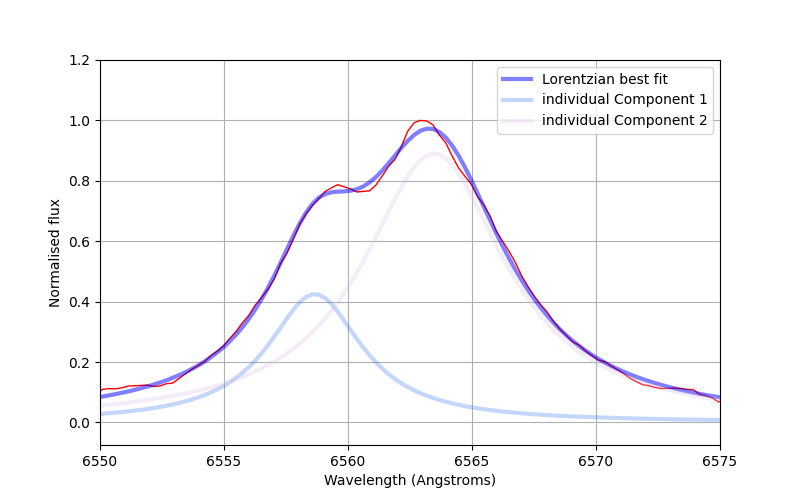 1.2
1.0
0.8
0.6
0.4
0.2
0.0
Normalised flux
Lorentzian best fit
individual Component 1
individual Component 2
6550 6555 6560 6565 6570 6575
Wavelength (Angstroms)